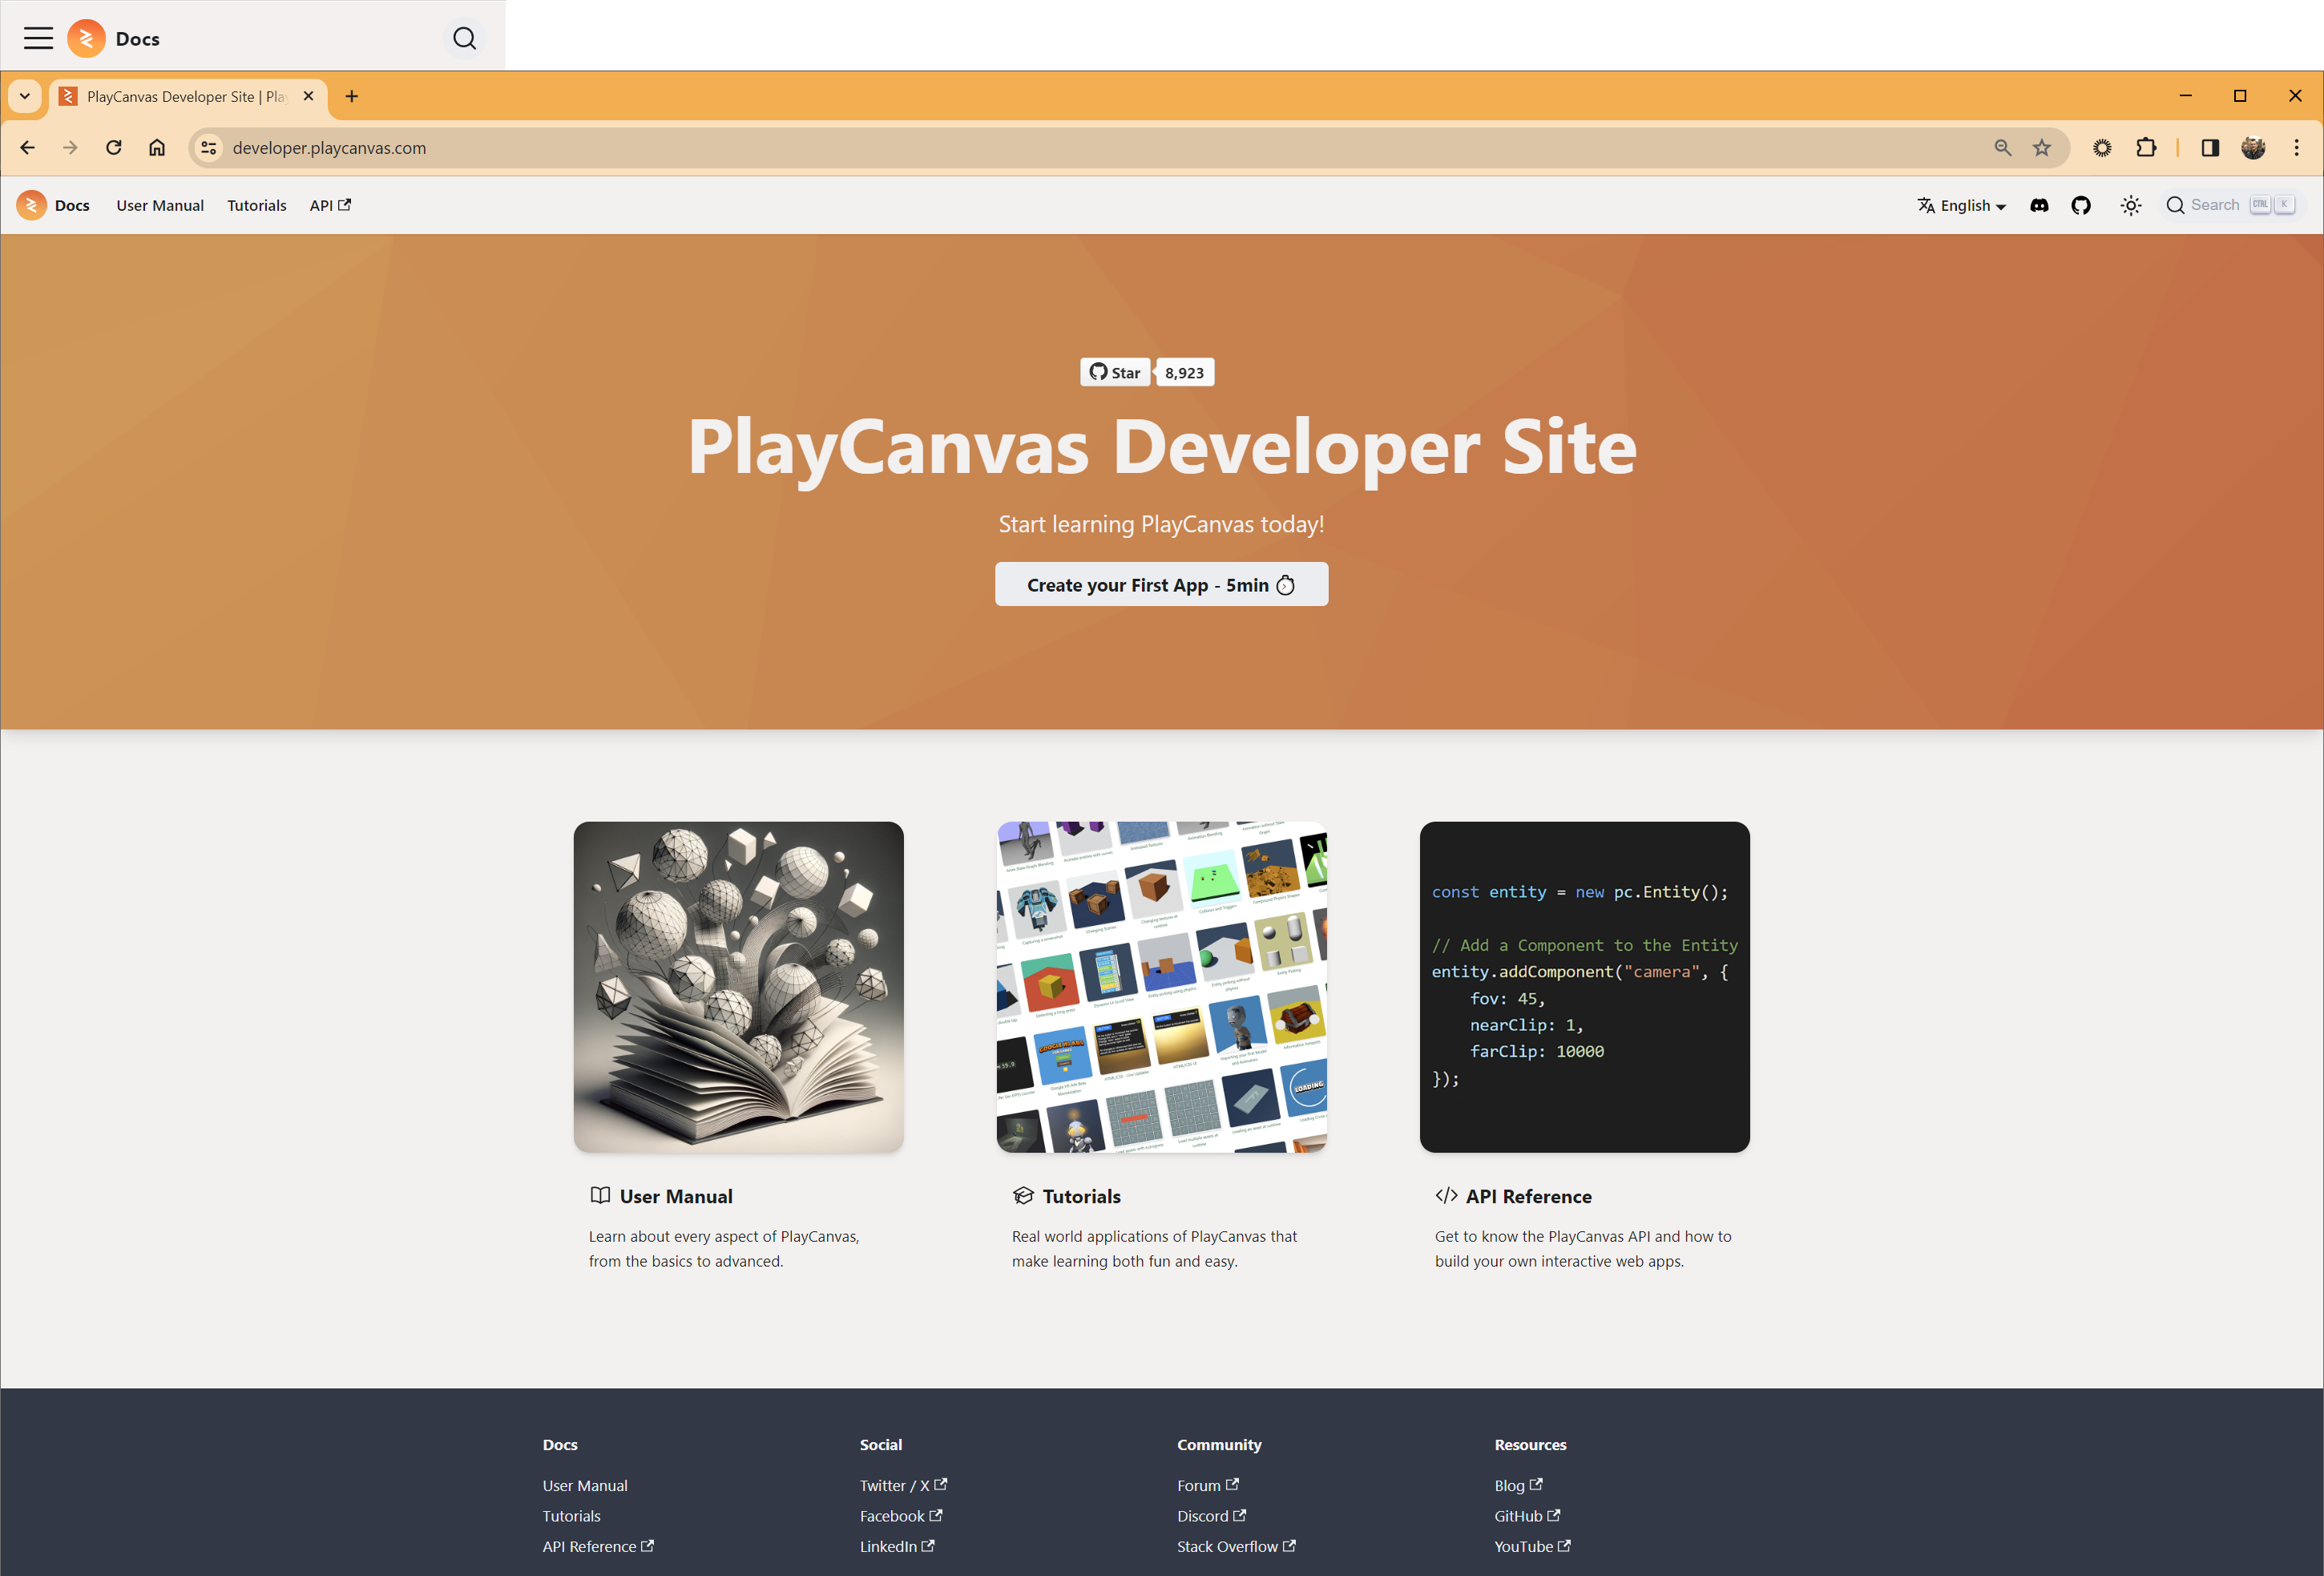 Docs
PlayCanvas Developer Site | Pla
developer.playcanvas.com
Docs User Manual Tutorials API English Search CTRL K
Star 8,923
PlayCanvas Developer Site
Start learning PlayCanvas today!
Create your First App - 5min
const entity = new pc.Entity();
// Add a Component to the Entity
entity.addComponent("camera", {
fov: 45,
nearClip: 1,
farClip: 10000
});
User Manual
Learn about every aspect of PlayCanvas,
from the basics to advanced.
Tutorials
Real world applications of PlayCanvas that
make learning both fun and easy.
API Reference
Get to know the PlayCanvas API and how to
build your own interactive web apps.
Docs
User Manual
Tutorials
API Reference
Social
Twitter / X
Facebook
LinkedIn
Community
Forum
Discord
Stack Overflow
Resources
Blog
GitHub
YouTube